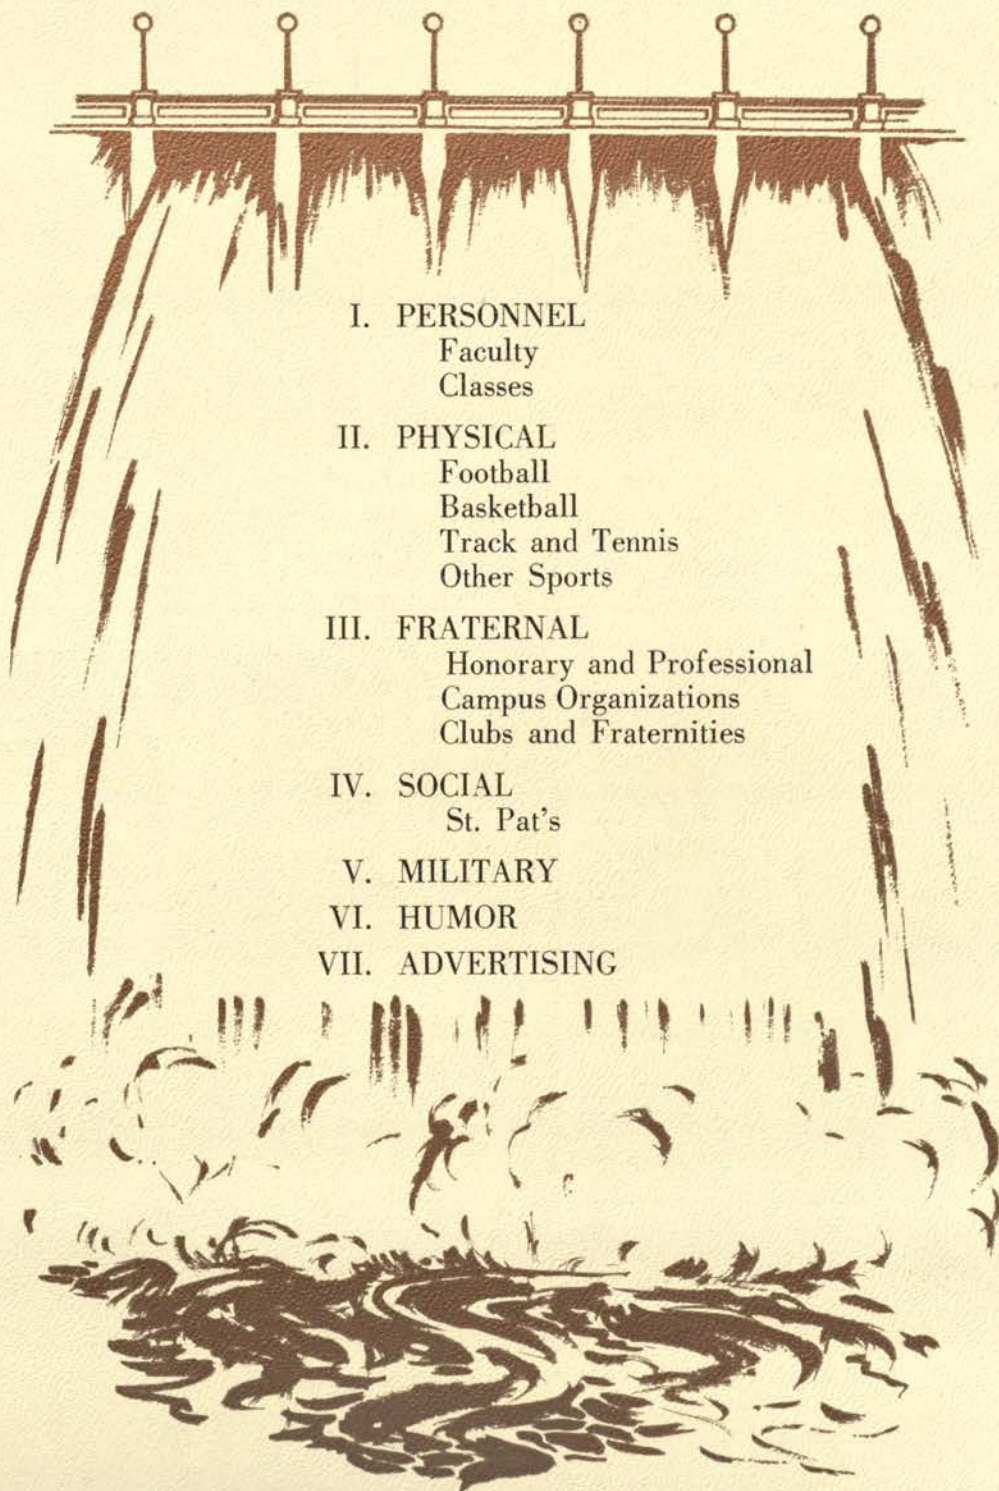 I. PERSONNEL
Faculty
Classes
II. PHYSICAL
Football
Basketball
Track and Tennis
Other Sports
III. FRATERNAL
Honorary and Professional
Campus Organizations
Clubs and Fraternities
IV. SOCIAL
St. Pat's
V. MILITARY
VI. HUMOR
VII. ADVERTISING